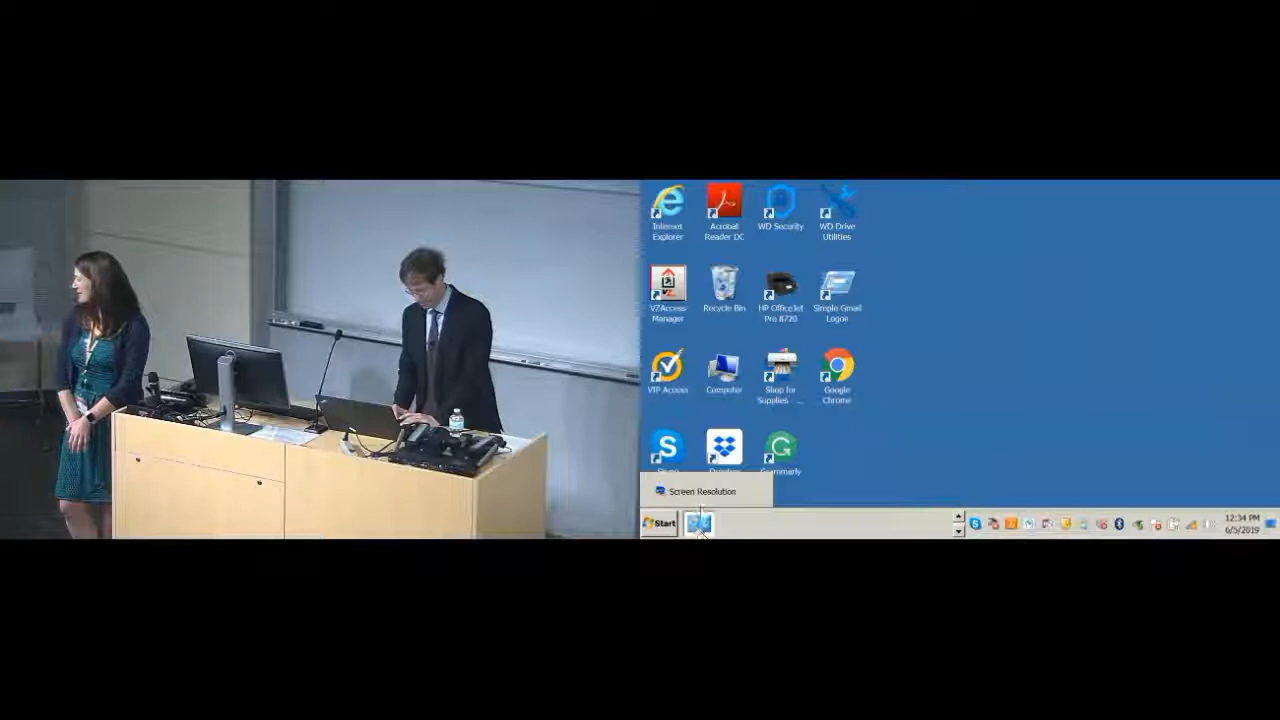 Internet
Explorer
Acrobat
Reader DC
WD Security
WD Drive
Utilities
VZAccess
Manager
Recycle Bin
HP OfficeJet
Pro 8720
Simple Gmail
Logon
VIP Access
Computer
Shop for
Supplies - ...
Google
Chrome
Skype
Dropbox
Grammarly
Screen Resolution
Start
12:34 PM
6/5/2019